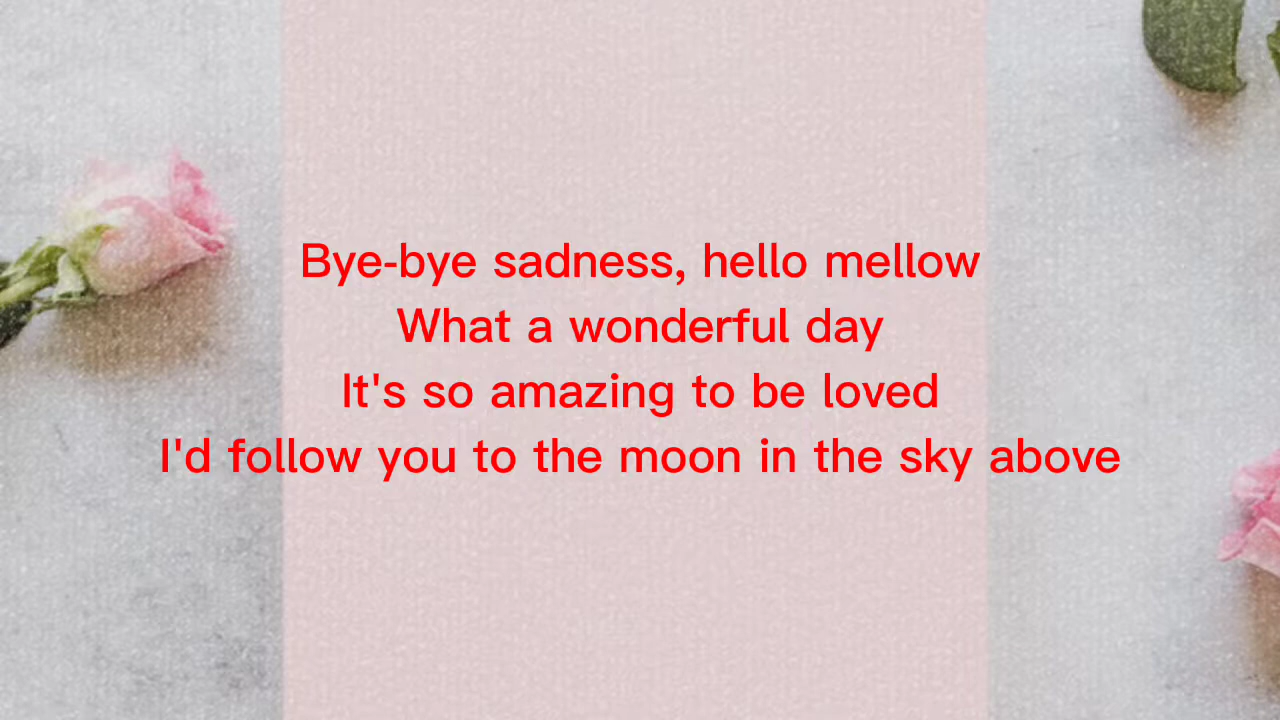 Bye-bye sadness, hello mellow
What a wonderful day
It's so amazing to be loved
I'd follow you to the moon in the sky above